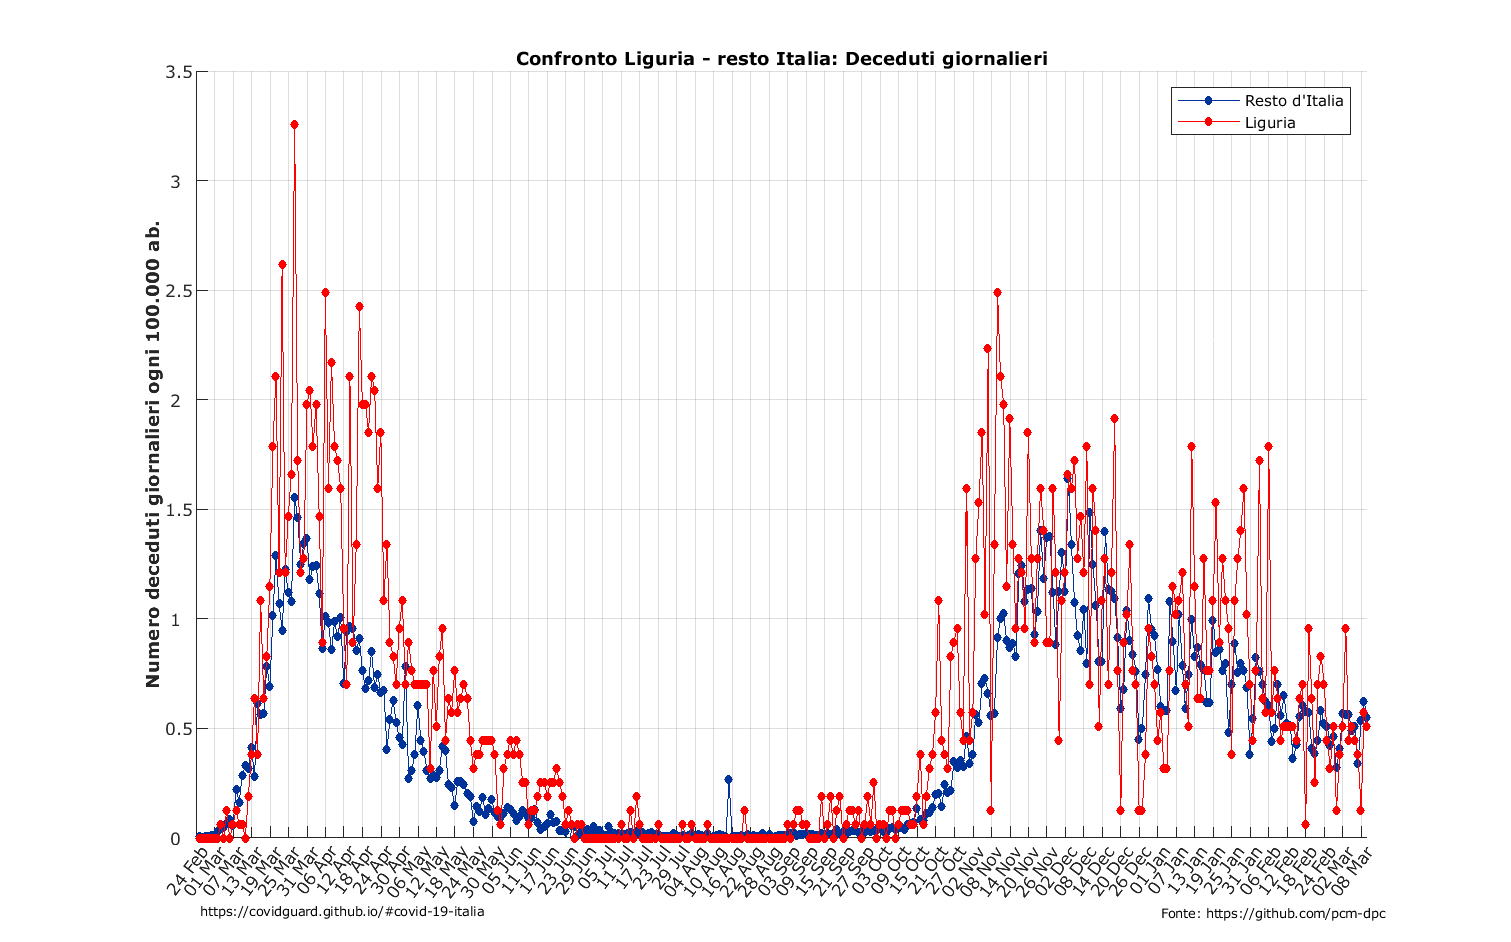 Confronto Liguria - resto Italia: Deceduti giornalieri
Resto d'Italia
Liguria
Numero deceduti giornalieri ogni 100.000 ab.
3.5
3
2.5
2
1.5
1
0.5
0
24 Feb
01 Mar
07 Mar
13 Mar
19 Mar
25 Mar
31 Mar
06 Apr
12 Apr
18 Apr
24 Apr
30 Apr
06 May
12 May
18 May
24 May
30 May
05 Jun
11 Jun
17 Jun
23 Jun
29 Jun
05 Jul
11 Jul
17 Jul
23 Jul
29 Jul
04 Aug
10 Aug
16 Aug
22 Aug
28 Aug
03 Sep
09 Sep
15 Sep
21 Sep
27 Sep
03 Oct
09 Oct
15 Oct
21 Oct
27 Oct
02 Nov
08 Nov
14 Nov
20 Nov
26 Nov
02 Dec
08 Dec
14 Dec
20 Dec
26 Dec
01 Jan
07 Jan
13 Jan
19 Jan
25 Jan
31 Jan
06 Feb
12 Feb
18 Feb
24 Feb
02 Mar
08 Mar
https://covidguard.github.io/#covid-19-italia
Fonte: https://github.com/pcm-dpc